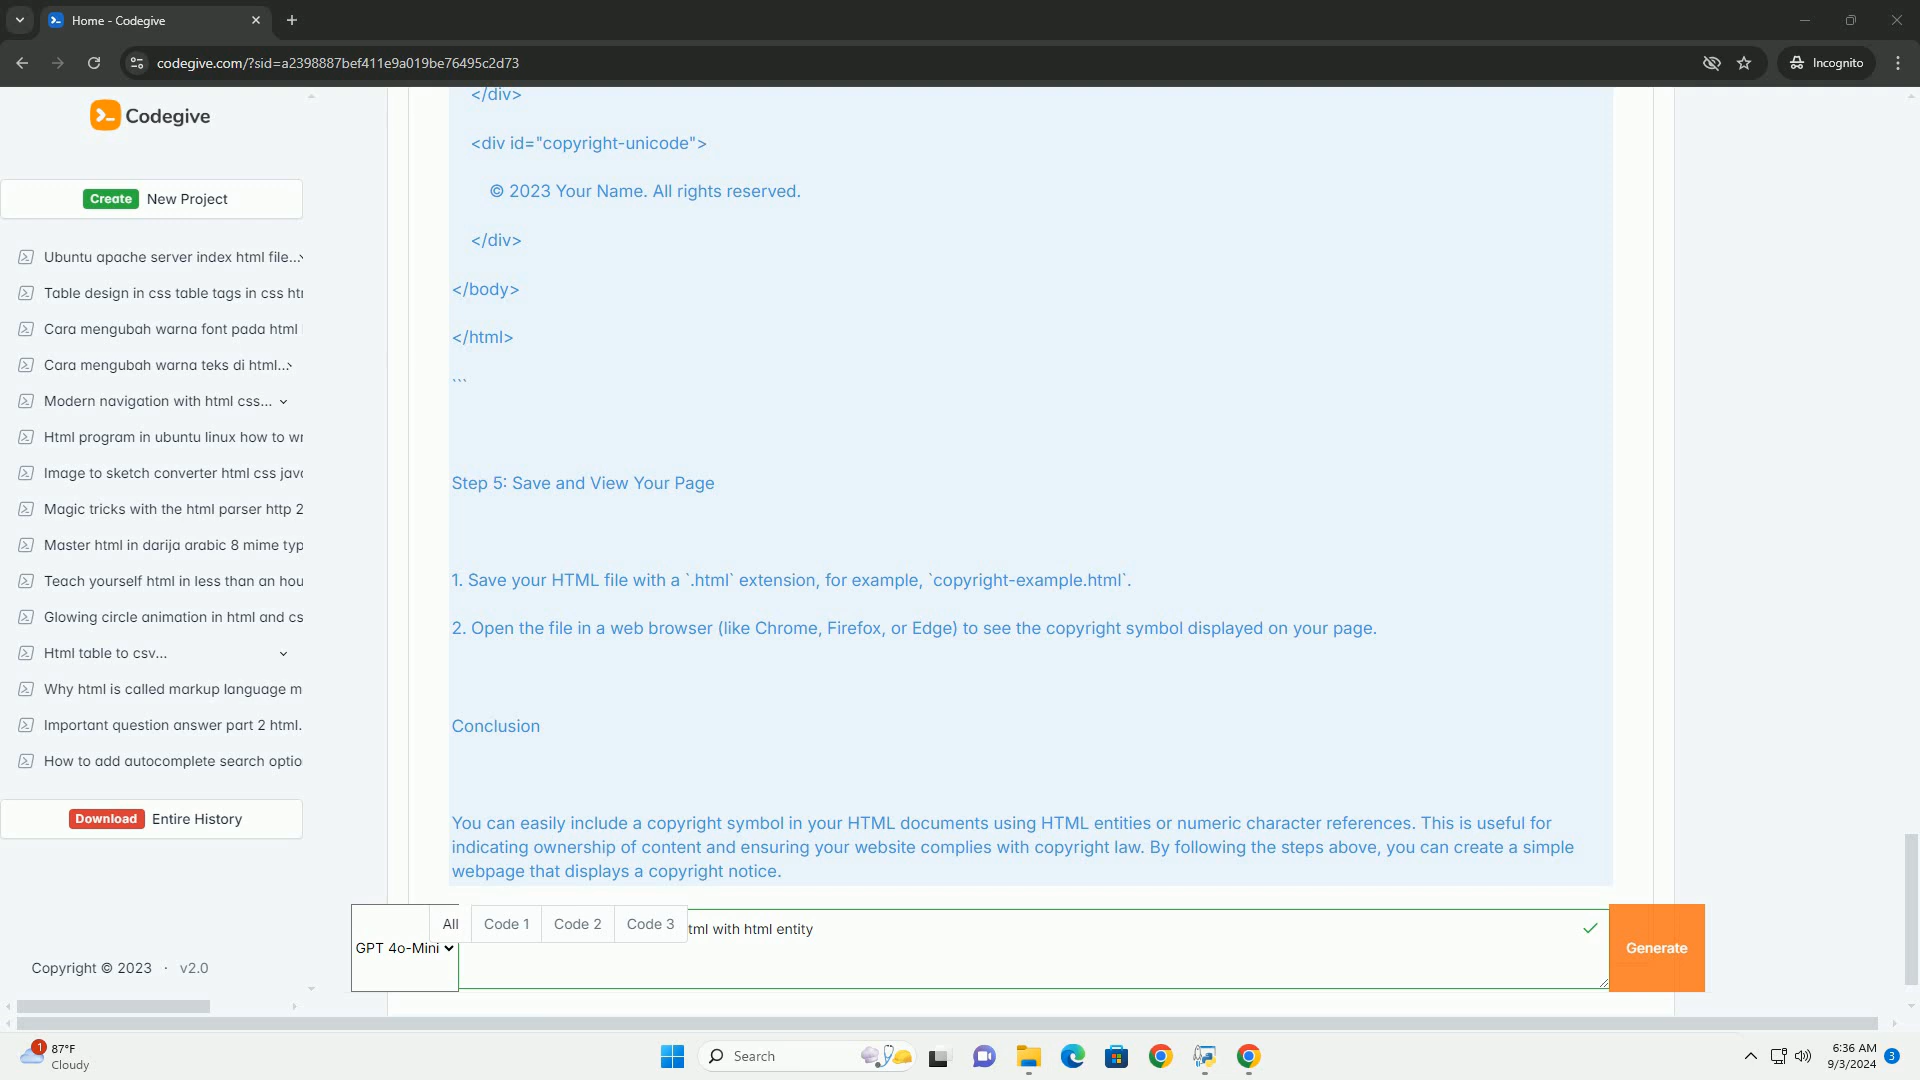 Home - Codegive
codegive.com/?sid=a2398887bef411e9a019be76495c2d73
Incognito
Codegive
Create New Project
Ubuntu apache server index html file...
Table design in css table tags in css
Cara mengubah warna font pada html
Cara mengubah warna teks di html...
Modern navigation with html css...
Html program in ubuntu linux how to
Image to sketch converter html css
Magic tricks with the html parser http 2
Master html in darija arabic 8 mime
Teach yourself html in less than an
Glowing circle animation in html and
Html table to csv...
Why html is called markup language
Important question answer part 2 html.
How to add autocomplete search
Download Entire History
Copyright © 2023 · v2.0
</div>
<div id="copyright-unicode">
© 2023 Your Name. All rights reserved.
</div>
</body>
</html>
```
Step 5: Save and View Your Page
1. Save your HTML file with a `.html` extension, for example, `copyright-example.html`.
2. Open the file in a web browser (like Chrome, Firefox, or Edge) to see the copyright symbol displayed on your page.
Conclusion
You can easily include a copyright symbol in your HTML documents using HTML entities or numeric character references. This is useful for
indicating ownership of content and ensuring your website complies with copyright law. By following the steps above, you can create a simple
webpage that displays a copyright notice.
All Code 1 Code 2 Code 3
with html entity
GPT 4o-Mini
Generate
1
87°F
Cloudy
Search
6:36 AM
9/3/2024
3